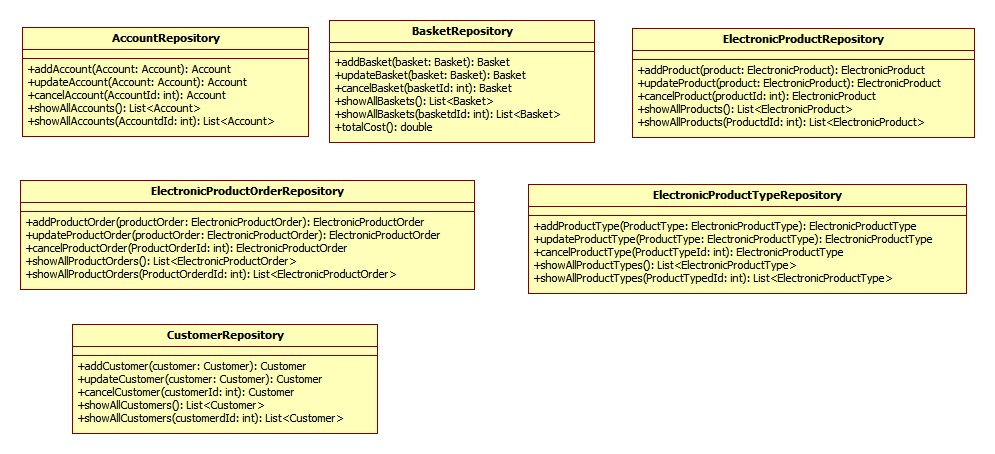 AccountRepository
+addAccount(Account: Account): Account
+updateAccount(Account: Account): Account
+cancelAccount(AccountId: int): Account
+showAllAccounts(): List<Account>
+showAllAccounts(AccountdId: int): List<Account>
BasketRepository
+addBasket(basket: Basket): Basket
+updateBasket(basket: Basket): Basket
+cancelBasket(basketId: int): Basket
+showAllBaskets(): List<Basket>
+showAllBaskets(basketdId: int): List<Basket>
+totalCost(): double
ElectronicProductRepository
+addProduct(product: ElectronicProduct): ElectronicProduct
+updateProduct(product: ElectronicProduct): ElectronicProduct
+cancelProduct(productId: int): ElectronicProduct
+showAllProducts(): List<ElectronicProduct>
+showAllProducts(ProductdId: int): List<ElectronicProduct>
ElectronicProductOrderRepository
+addProductOrder(productOrder: ElectronicProductOrder): ElectronicProductOrder
+updateProductOrder(productOrder: ElectronicProductOrder): ElectronicProductOrder
+cancelProductOrder(ProductOrderId: int): ElectronicProductOrder
+showAllProductOrders(): List<ElectronicProductOrder>
+showAllProductOrders(ProductOrderdId: int): List<ElectronicProductOrder>
ElectronicProductTypeRepository
+addProductType(ProductType: ElectronicProductType): ElectronicProductType
+updateProductType(ProductType: ElectronicProductType): ElectronicProductType
+cancelProductType(ProductTypeId: int): ElectronicProductType
+showAllProductTypes(): List<ElectronicProductType>
+showAllProductTypes(ProductTypedId: int): List<ElectronicProductType>
CustomerRepository
+addCustomer(customer: Customer): Customer
+updateCustomer(customer: Customer): Customer
+cancelCustomer(customerId: int): Customer
+showAllCustomers(): List<Customer>
+showAllCustomers(customerdId: int): List<Customer>